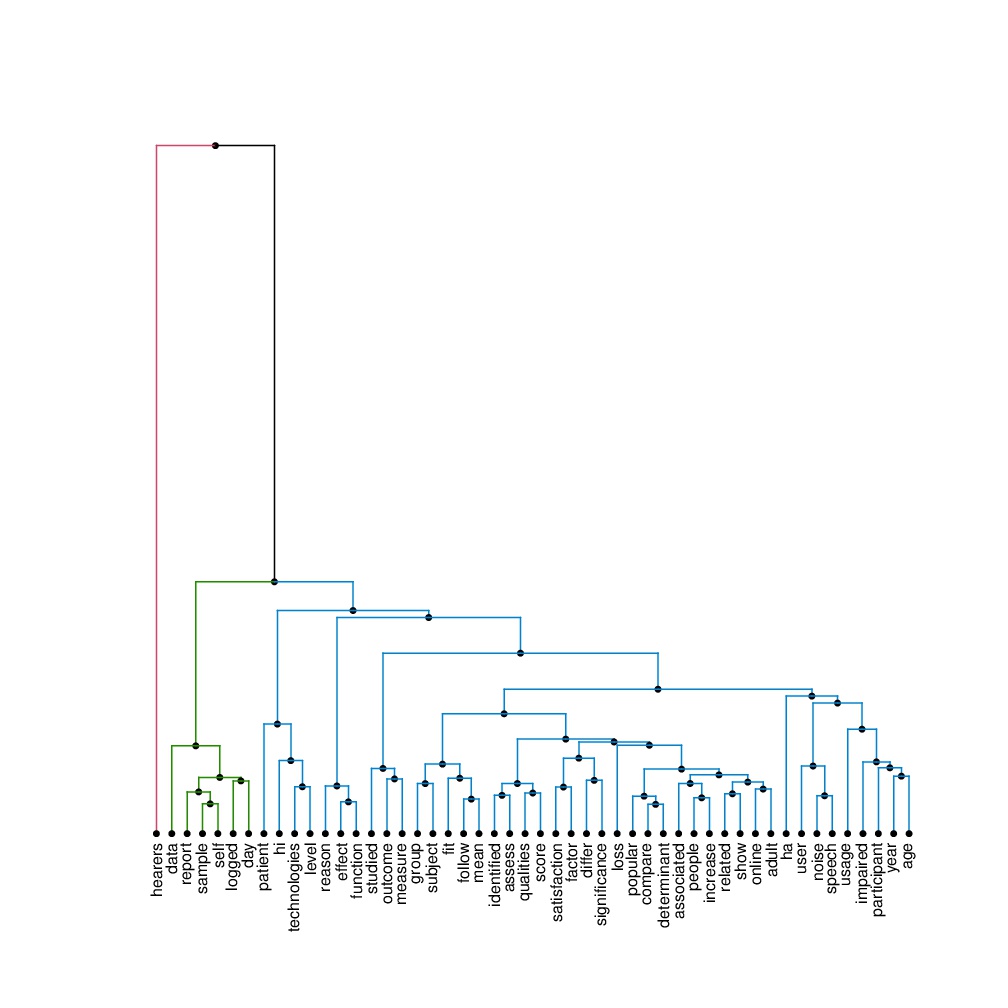 hearers
data
report
sample
self
logged
day
patient
hi
technologies
level
reason
effect
function
studied
outcome
measure
group
subject
fit
follow
mean
identified
assess
qualities
score
satisfaction
factor
differ
significance
loss
popular
compare
determinant
associated
people
increase
related
show
online
adult
ha
user
noise
speech
usage
impaired
participant
year
age